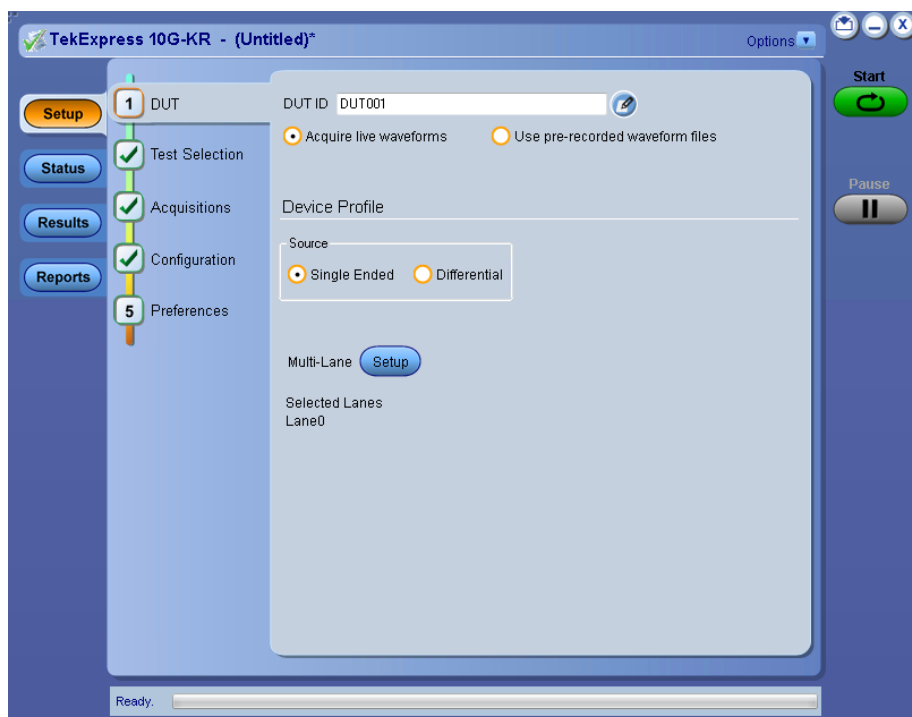 TekExpress 10G-KR - (Untitled)*
Options
Start
Pause
Setup
Status
Results
Reports
1 DUT
Test Selection
Acquisitions
Configuration
5 Preferences
DUT ID DUT001
Acquire live waveforms
Use pre-recorded waveform files
Device Profile
Source
Single Ended
Differential
Multi-Lane Setup
Selected Lanes
Lane0
Ready.